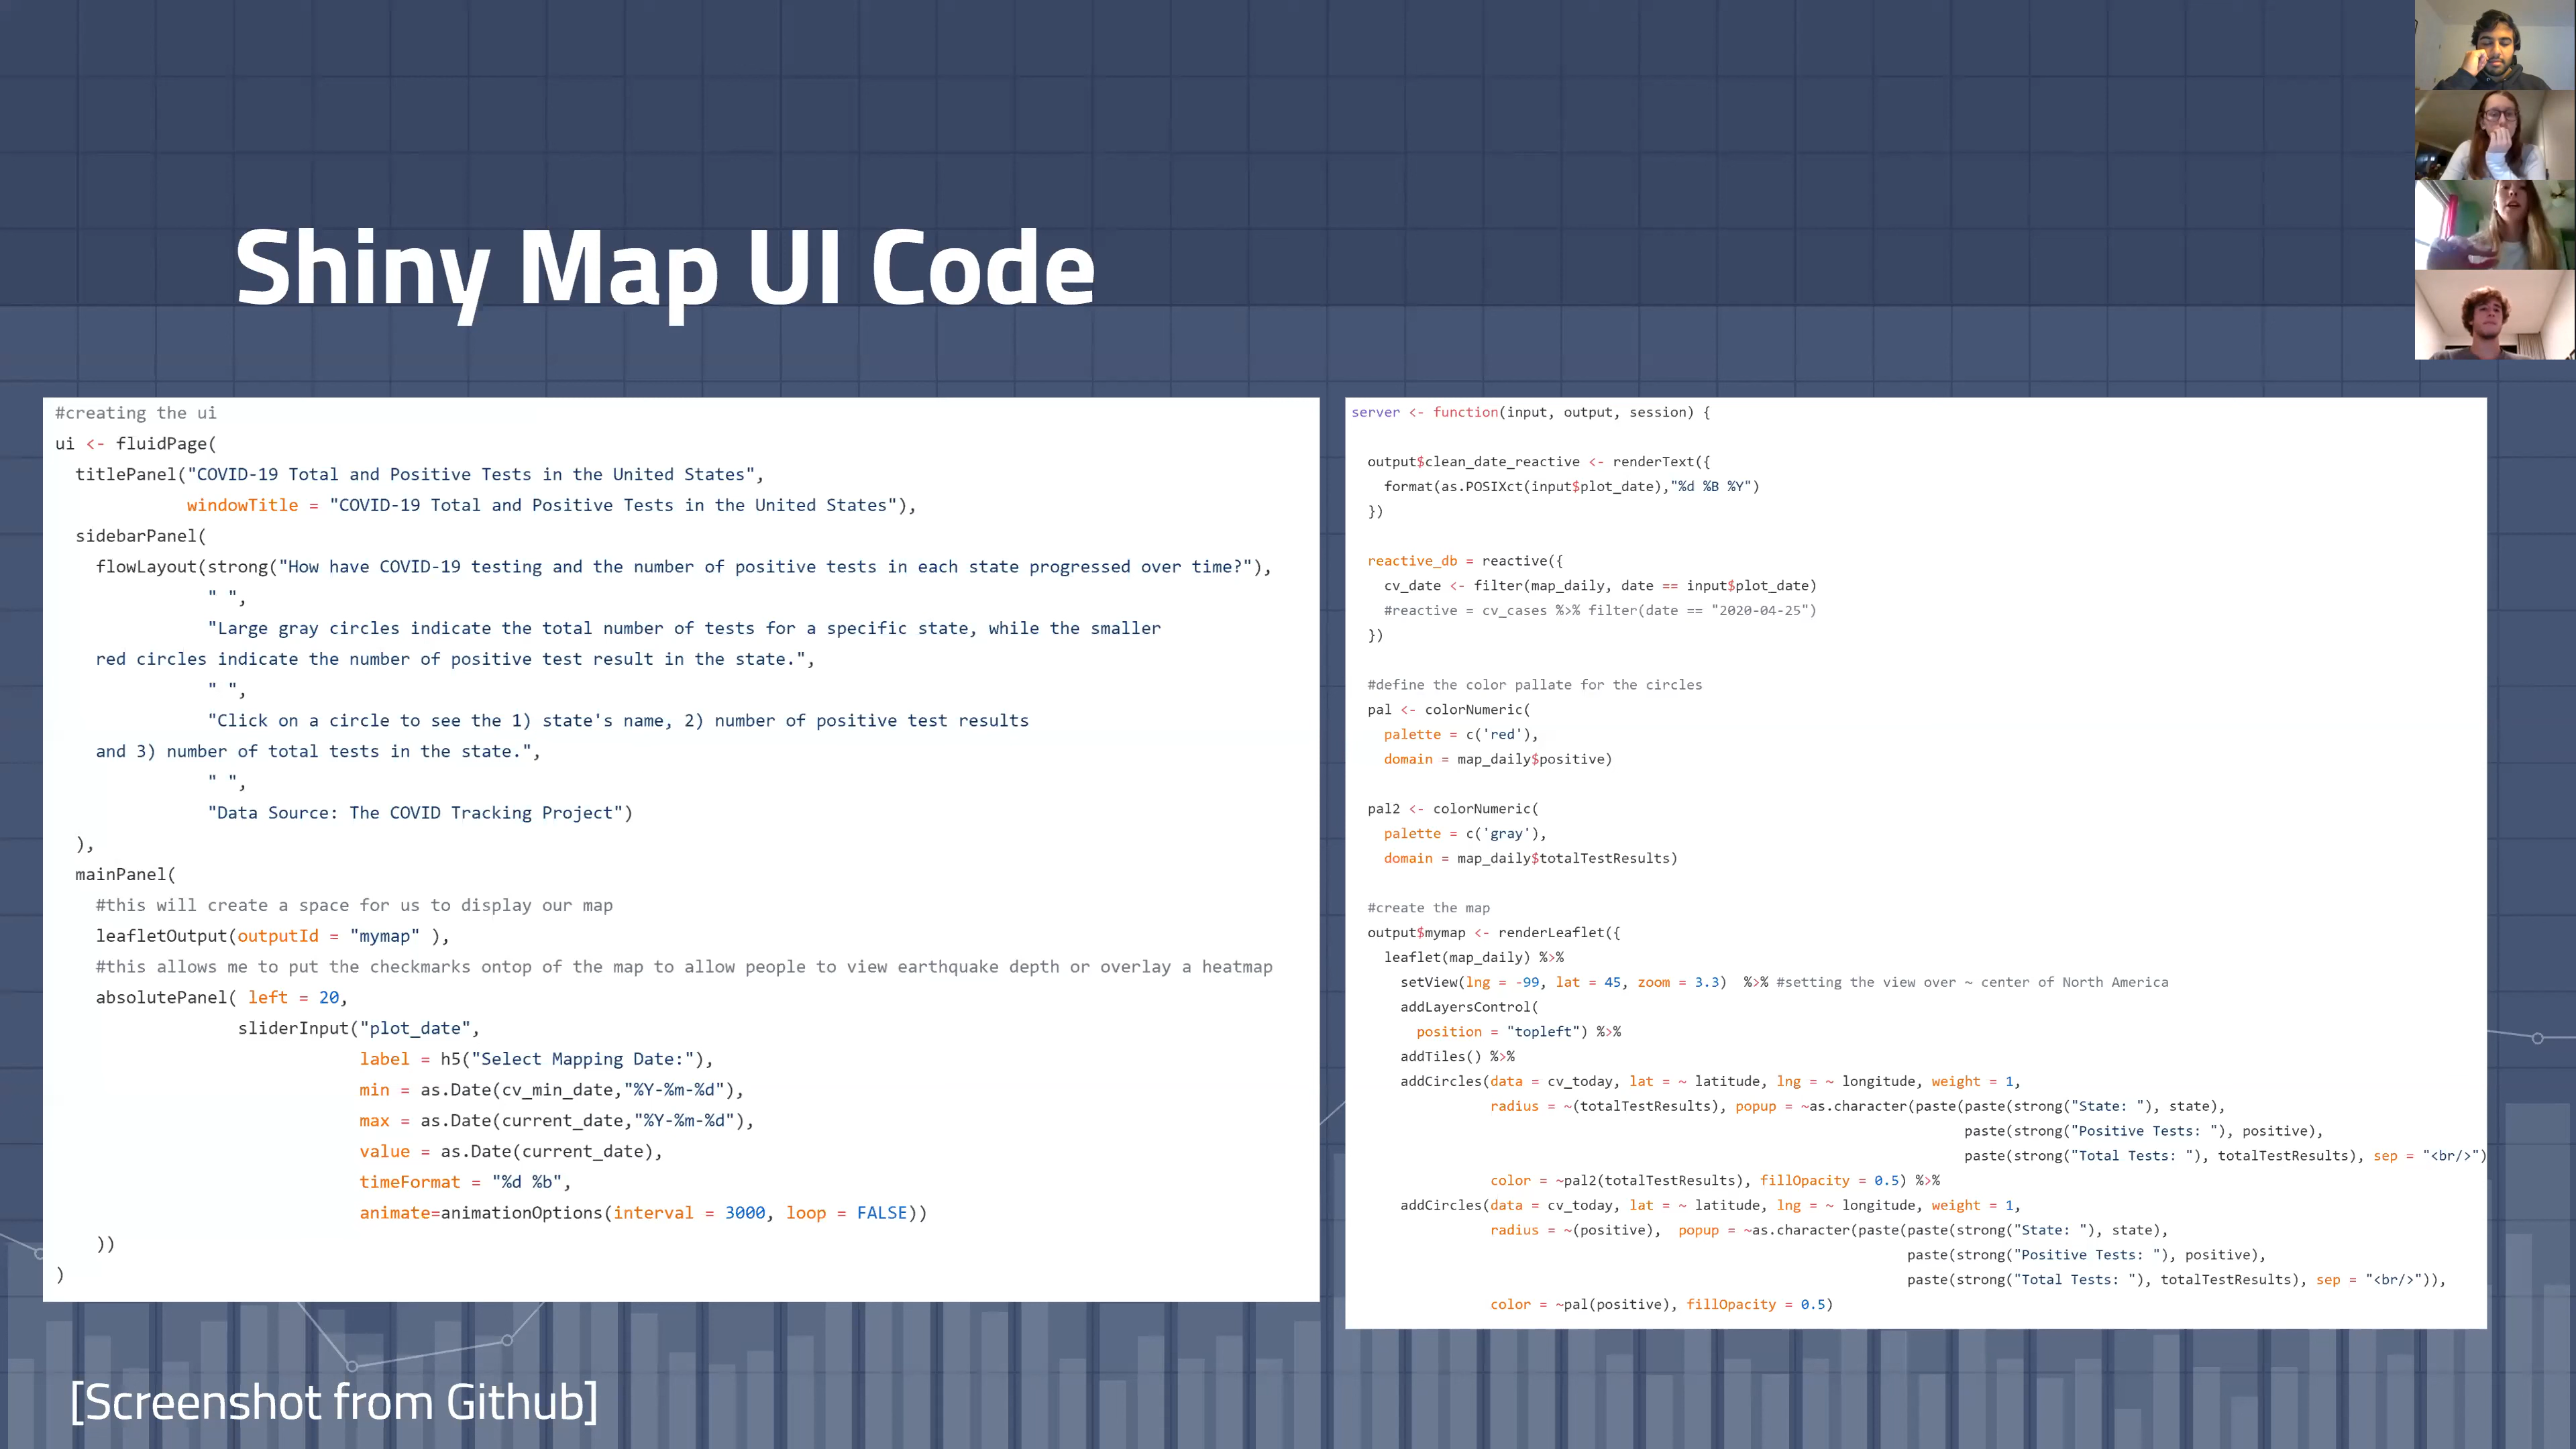 Shiny Map UI Code
#creating the ui
ui <- fluidPage(
titlePanel("COVID-19 Total and Positive Tests in the United States",
windowTitle = "COVID-19 Total and Positive Tests in the United States"),
sidebarPanel(
flowLayout(strong("How have COVID-19 testing and the number of positive tests in each state progressed over time?"),
" ",
"Large gray circles indicate the total number of tests for a specific state, while the smaller
red circles indicate the number of positive test result in the state.",
" ",
"Click on a circle to see the 1) state's name, 2) number of positive test results
and 3) number of total tests in the state.",
" ",
"Data Source: The COVID Tracking Project")
),
mainPanel(
#this will create a space for us to display our map
leafletOutput(outputId = "mymap" ),
#this allows me to put the checkmarks ontop of the map to allow people to view earthquake depth or overlay a heatmap
absolutePanel( left = 20,
sliderInput("plot_date",
label = h5("Select Mapping Date:"),
min = as.Date(cv_min_date,"%Y-%m-%d"),
max = as.Date(current_date,"%Y-%m-%d"),
value = as.Date(current_date),
timeFormat = "%d %b",
animate=animationOptions(interval = 3000, loop = FALSE))
))
)
server <- function(input, output, session) {
output$clean_date_reactive <- renderText({
format(as.POSIXct(input$plot_date),"%d %B %Y")
})
reactive_db = reactive({
cv_date <- filter(map_daily, date == input$plot_date)
#reactive = cv_cases %>% filter(date == "2020-04-25")
})
#define the color pallate for the circles
pal <- colorNumeric(
palette = c('red'),
domain = map_daily$positive)
pal2 <- colorNumeric(
palette = c('gray'),
domain = map_daily$totalTestResults)
#create the map
output$mymap <- renderLeaflet({
leaflet(map_daily) %>%
setView(lng = -99, lat = 45, zoom = 3.3)  %>% #setting the view over ~ center of North America
addLayersControl(
position = "topleft") %>%
addTiles() %>%
addCircles(data = cv_today, lat = ~ latitude, lng = ~ longitude, weight = 1,
radius = ~(totalTestResults), popup = ~as.character(paste(paste(strong("State: "), state),
paste(strong("Positive Tests: "), positive),
paste(strong("Total Tests: "), totalTestResults), sep = "<br/>")
color = ~pal2(totalTestResults), fillOpacity = 0.5) %>%
addCircles(data = cv_today, lat = ~ latitude, lng = ~ longitude, weight = 1,
radius = ~(positive),  popup = ~as.character(paste(paste(strong("State: "), state),
paste(strong("Positive Tests: "), positive),
paste(strong("Total Tests: "), totalTestResults), sep = "<br/>")),
color = ~pal(positive), fillOpacity = 0.5)
[Screenshot from Github]